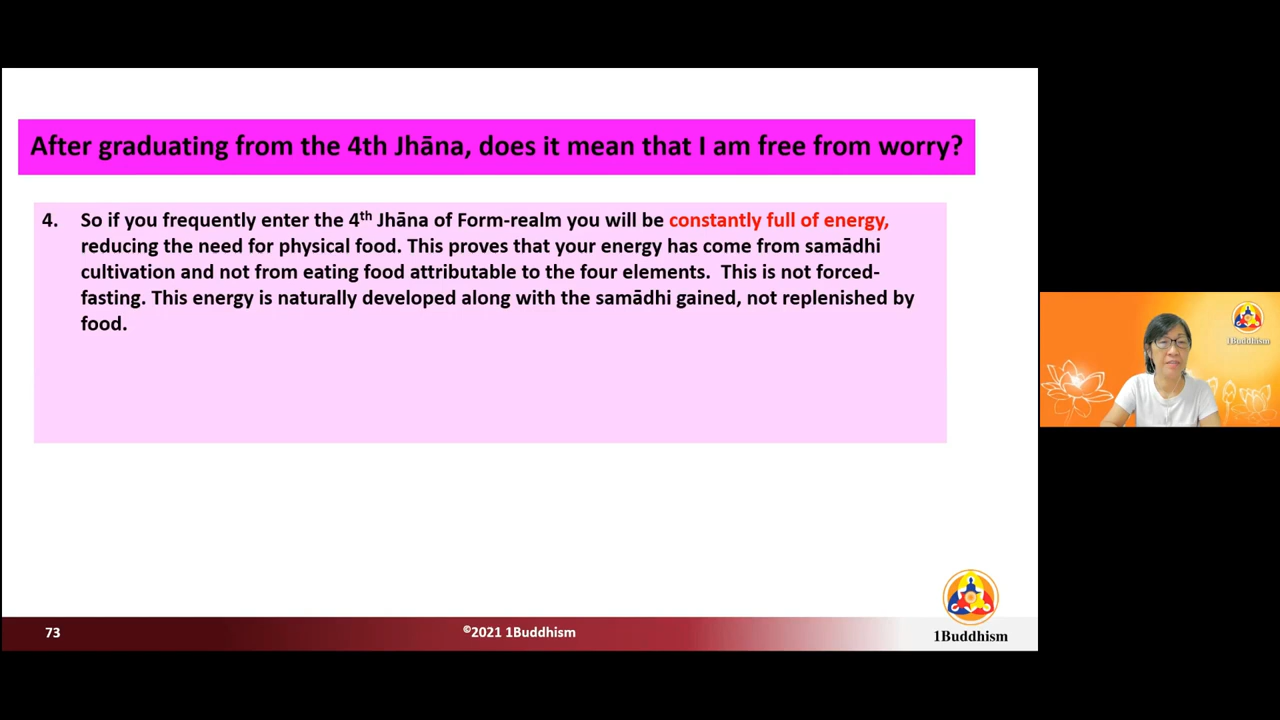 After graduating from the 4th Jhāna, does it mean that I am free from worry?
4. So if you frequently enter the 4th Jhāna of Form-realm you will be constantly full of energy,
reducing the need for physical food. This proves that your energy has come from samādhi
cultivation and not from eating food attributable to the four elements. This is not forced-
fasting. This energy is naturally developed along with the samādhi gained, not replenished by
food.
1Buddhism
73
©2021 1Buddhism
1Buddhism